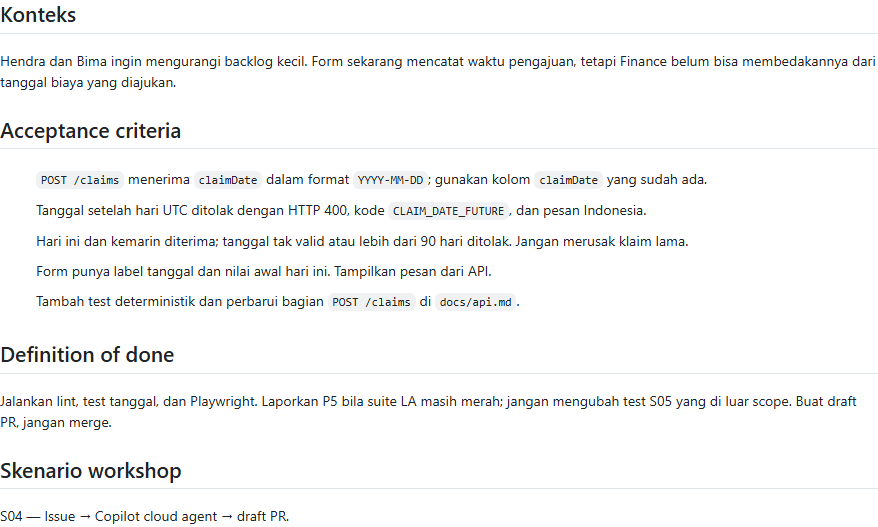 Konteks
Hendra dan Bima ingin mengurangi backlog kecil. Form sekarang mencatat waktu pengajuan, tetapi Finance belum bisa membedakannya dari
tanggal biaya yang diajukan.
Acceptance criteria
POST /claims menerima claimDate dalam format YYYY-MM-DD; gunakan kolom claimDate yang sudah ada.
Tanggal setelah hari UTC ditolak dengan HTTP 400, kode CLAIM_DATE_FUTURE, dan pesan Indonesia.
Hari ini dan kemarin diterima; tanggal tak valid atau lebih dari 90 hari ditolak. Jangan merusak klaim lama.
Form punya label tanggal dan nilai awal hari ini. Tampilkan pesan dari API.
Tambah test deterministik dan perbarui bagian POST /claims di docs/api.md.
Definition of done
Jalankan lint, test tanggal, dan Playwright. Laporkan P5 bila suite LA masih merah; jangan mengubah test S05 yang di luar scope. Buat draft
PR, jangan merge.
Skenario workshop
S04 — Issue → Copilot cloud agent → draft PR.